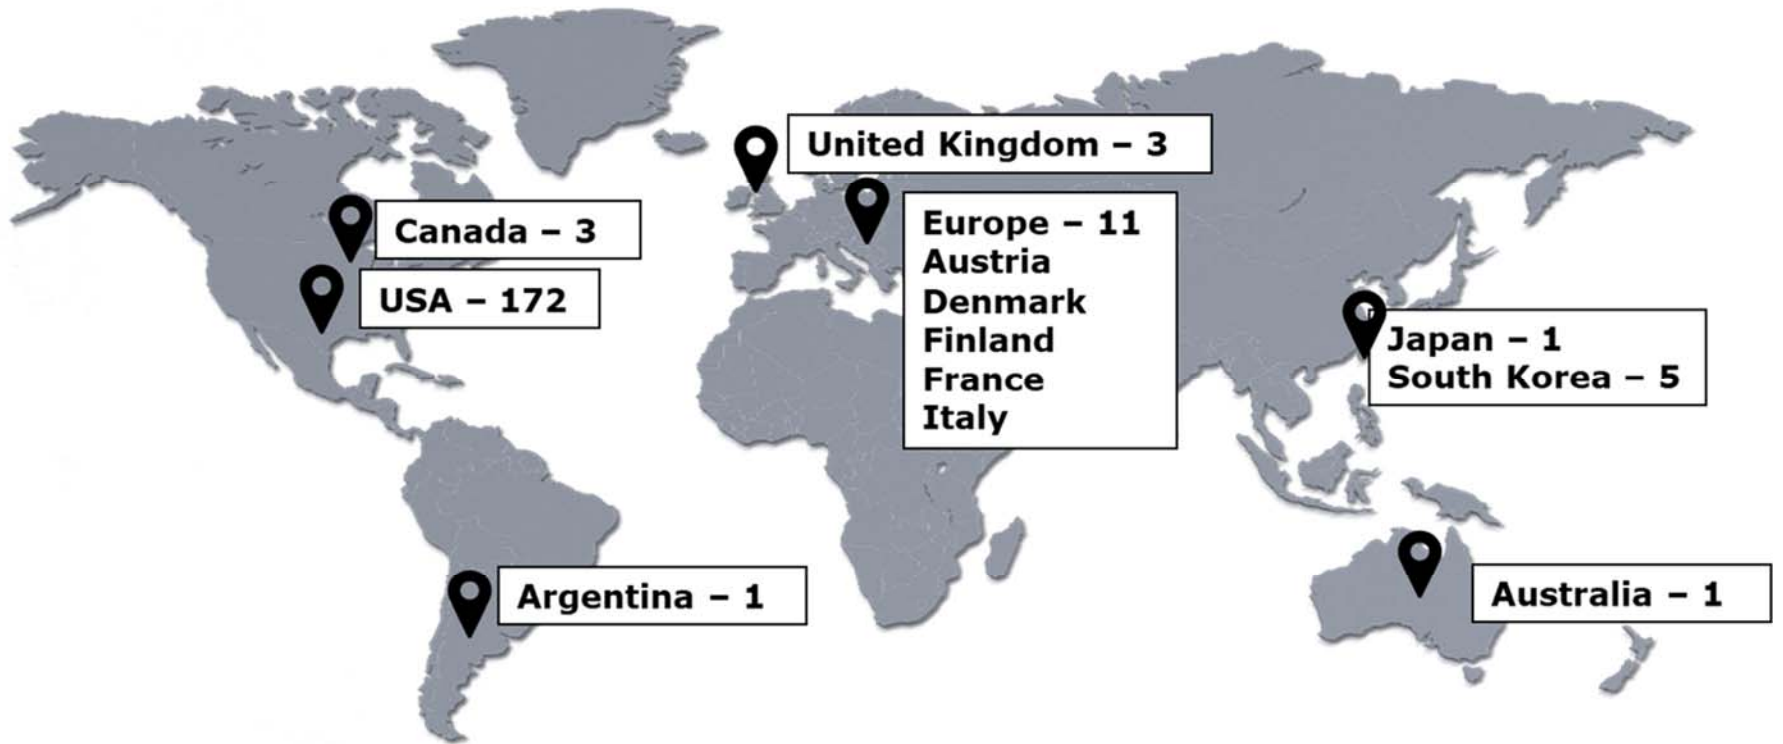 United Kingdom – 3
Canada – 3
USA – 172
Europe – 11
Austria
Denmark
Finland
France
Italy
Japan – 1
South Korea – 5
Argentina – 1
Australia – 1